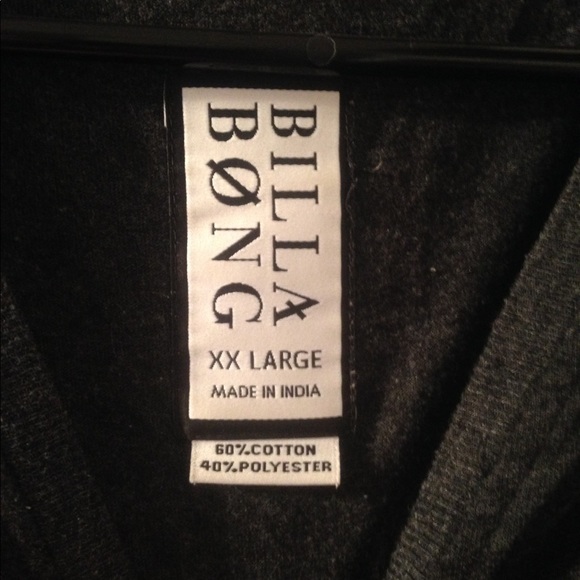 BILLA
BØNG
XX LARGE
MADE IN INDIA
60%COTTON
40%POLYESTER